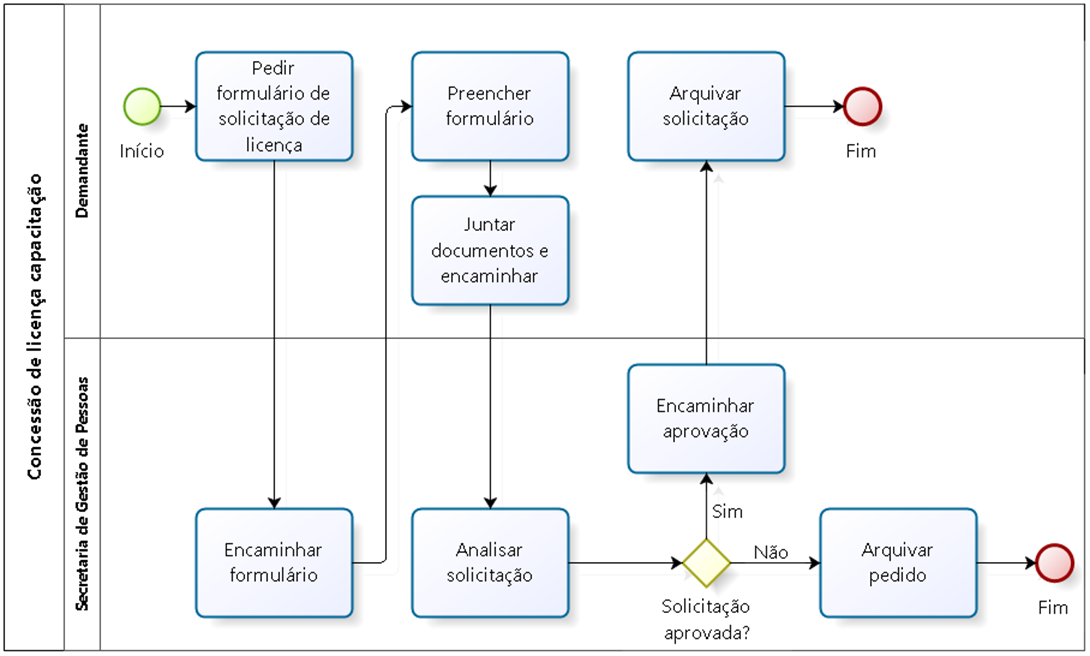 Concessão de licença capacitação
Demandante
Início
Pedir
formulário de
solicitação de
licença
Preencher
formulário
Juntar
documentos e
encaminhar
Arquivar
solicitação
Fim
Secretaria de Gestão de Pessoas
Encaminhar
formulário
Analisar
solicitação
Solicitação
aprovada?
Sim
Encaminhar
aprovação
Não
Arquivar
pedido
Fim